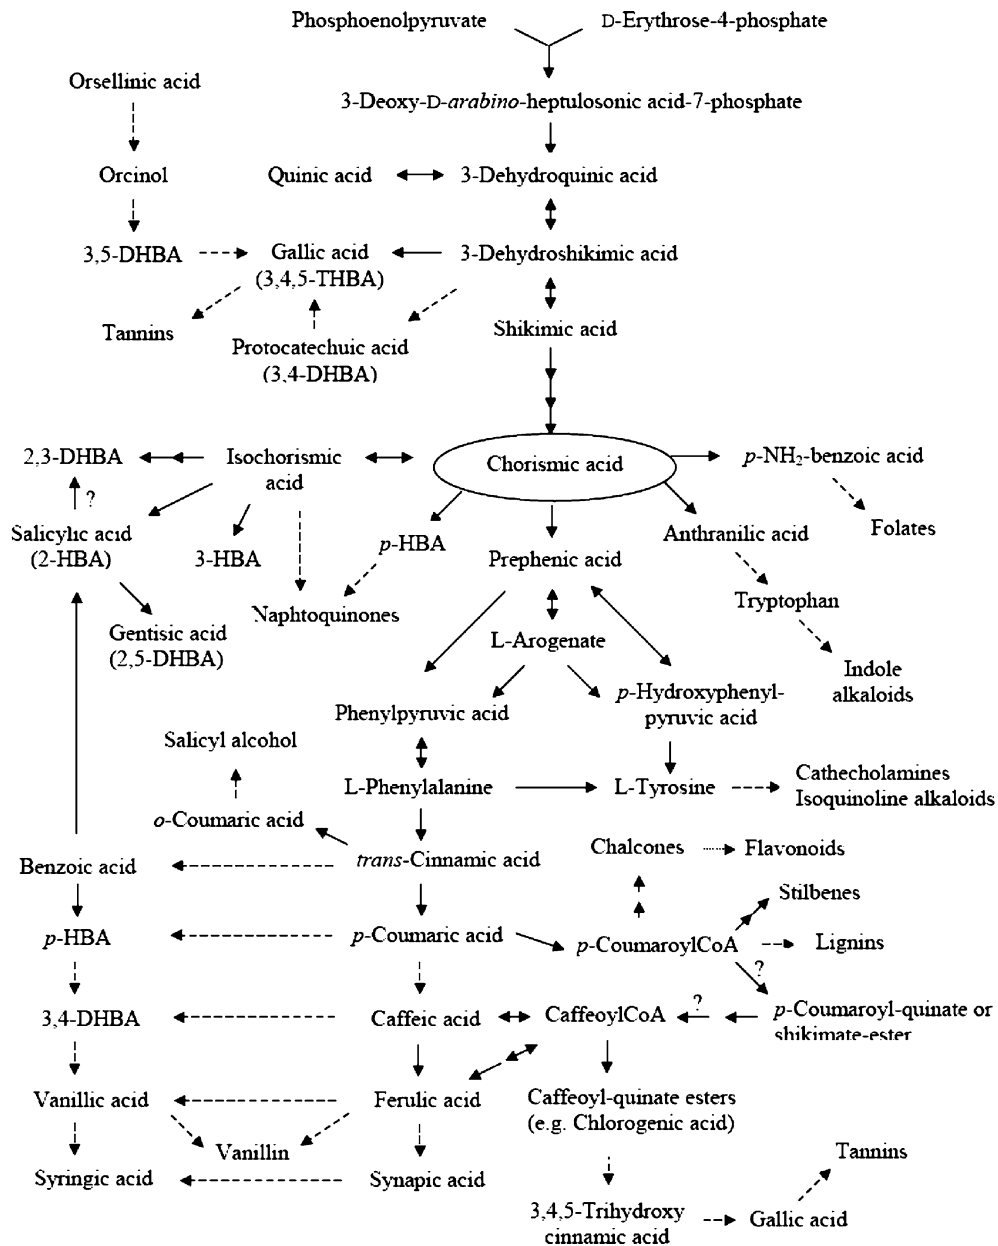 Phosphoenolpyruvate
D-Erythrose-4-phosphate
Orsellinic acid
3-Deoxy-D-arabino-heptulosonic acid-7-phosphate
Orcinol
Quinic acid
3-Dehydroquinic acid
3,5-DHBA
Gallic acid
(3,4,5-THBA)
3-Dehydroshikimic acid
Tannins
Protocatechuic acid
(3,4-DHBA)
Shikimic acid
2,3-DHBA
Isochorismic
acid
Chorismic acid
p-NH₂-benzoic acid
?
Salicylic acid
(2-HBA)
3-HBA
p-HBA
Prephenic acid
Anthranilic acid
Folates
Naphtoquinones
Tryptophan
Gentisic acid
(2,5-DHBA)
L-Arogenate
Indole
alkaloids
Phenylpyruvic acid
p-Hydroxyphenyl-
pyruvic acid
Salicyl alcohol
L-Phenylalanine
L-Tyrosine
Cathecholamines
Isoquinoline alkaloids
o-Coumaric acid
Benzoic acid
trans-Cinnamic acid
Chalcones
Flavonoids
Stilbenes
p-HBA
p-Coumaric acid
p-CoumaroylCoA
Lignins
?
3,4-DHBA
Caffeic acid
CaffeoylCoA
?
p-Coumaroyl-quinate or
shikimate-ester
Vanillic acid
Ferulic acid
Caffeoyl-quinate esters
(e.g. Chlorogenic acid)
Vanillin
Tannins
Syringic acid
Synapic acid
3,4,5-Trihydroxy
cinnamic acid
Gallic acid